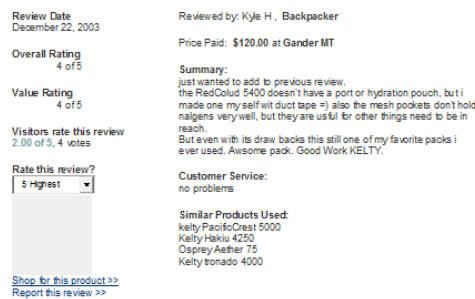 Review Date
December 22, 2003
Overall Rating
4 of 5
Value Rating
4 of 5
Visitors rate this review
2.00 of 5, 4 votes
Rate this review?
5 Highest
Shop for this product >>
Report this review >>
Reviewed by: Kyle H , Backpacker
Price Paid: $120.00 at Gander MT
Summary:
just wanted to add to previous review.
the RedColud 5400 doesn't have a port or hydration pouch, but i
made one my self wit duct tape =) also the mesh pockets don't hold
nalgens very well, but they are usful for other things need to be in
reach.
But even with its draw backs this still one of my favorite packs i
ever used. Awsome pack. Good Work KELTY.
Customer Service:
no problems
Similar Products Used:
kelty PacificCrest 5000
Kelty Hakiu 4250
Osprey Aether 75
Kelty tronado 4000